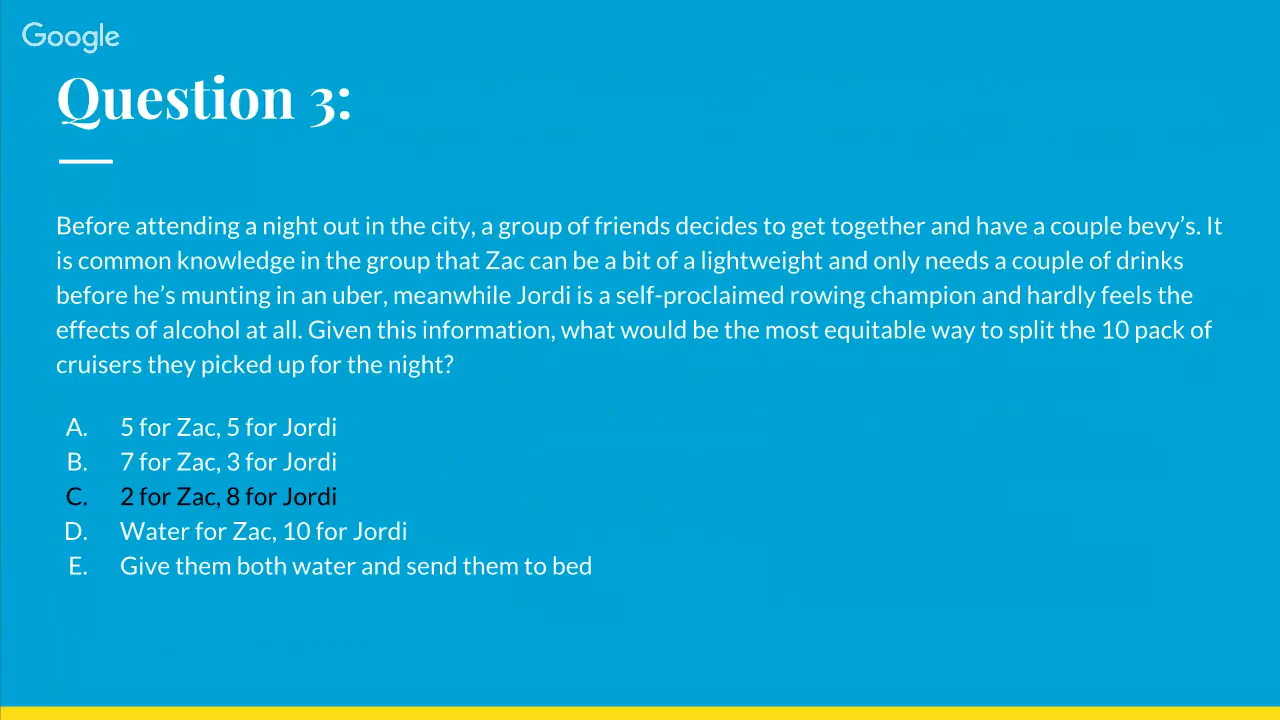 Google
Question 3:
Before attending a night out in the city, a group of friends decides to get together and have a couple bevy’s. It
is common knowledge in the group that Zac can be a bit of a lightweight and only needs a couple of drinks
before he’s munting in an uber, meanwhile Jordi is a self-proclaimed rowing champion and hardly feels the
effects of alcohol at all. Given this information, what would be the most equitable way to split the 10 pack of
cruisers they picked up for the night?
A. 5 for Zac, 5 for Jordi
B. 7 for Zac, 3 for Jordi
C. 2 for Zac, 8 for Jordi
D. Water for Zac, 10 for Jordi
E. Give them both water and send them to bed